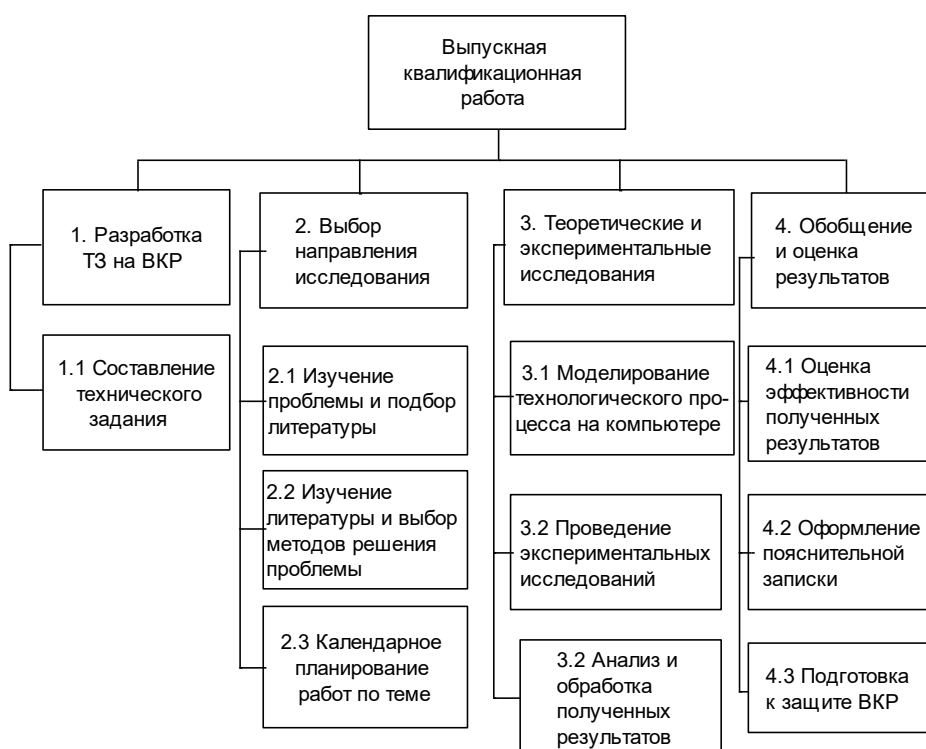 Выпускная
квалификационная
работа
1. Разработка
ТЗ на ВКР
2. Выбор
направления
исследования
3. Теоретические и
экспериментальные
исследования
4. Обобщение
и оценка
результатов
1.1 Составление
технического
задания
2.1 Изучение
проблемы и подбор
литературы
3.1 Моделирование
технологического про-
цесса на компьютере
4.1 Оценка
эффективности
полученных
результатов
2.2 Изучение
литературы и выбор
методов решения
проблемы
3.2 Проведение
экспериментальных
исследований
4.2 Оформление
пояснительной
записки
2.3 Календарное
планирование
работ по теме
3.2 Анализ и
обработка
полученных
результатов
4.3 Подготовка
к защите ВКР